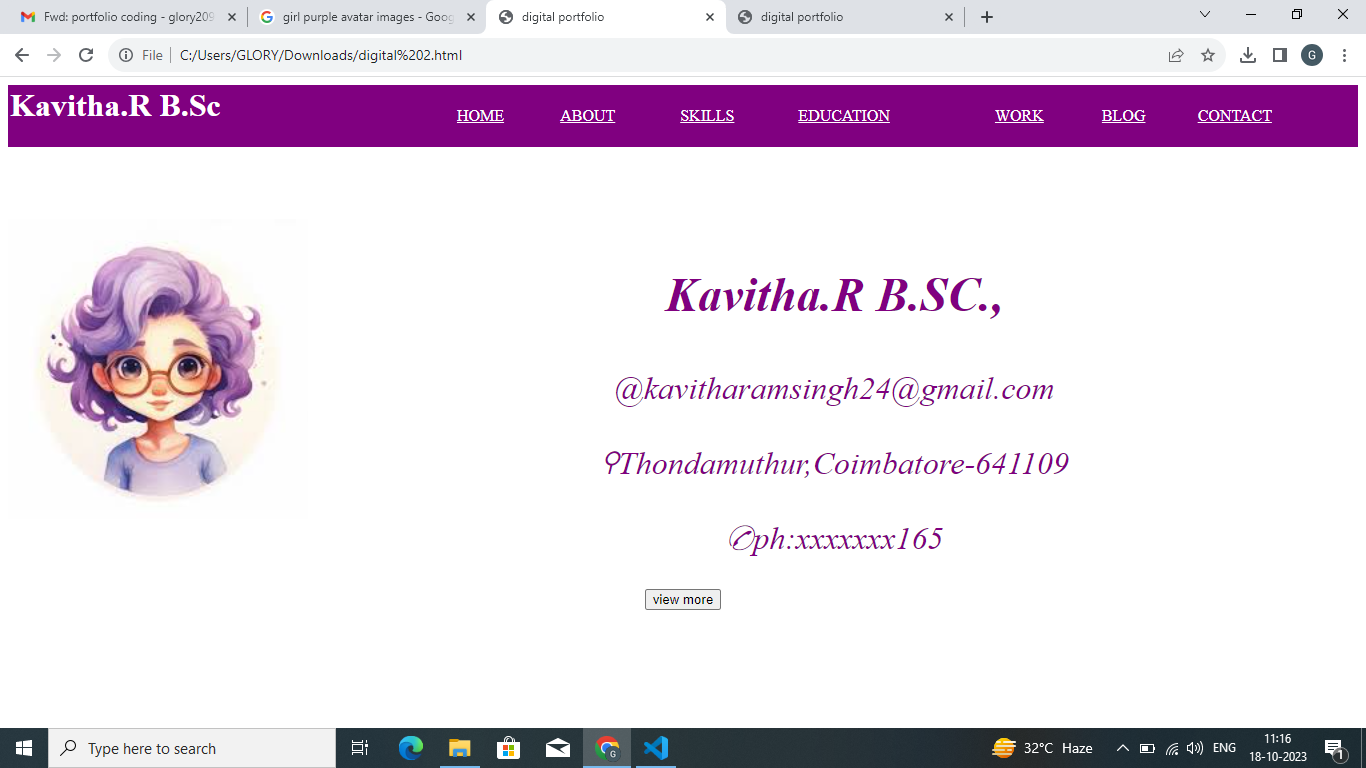 Fwd: portfolio coding - glory209
girl purple avatar images - Goog
digital portfolio
digital portfolio
File
C:/Users/GLORY/Downloads/digital%202.html
G
Kavitha.R B.Sc
HOME ABOUT SKILLS EDUCATION WORK BLOG CONTACT
Kavitha.R B.SC.,
@kavitharamsingh24@gmail.com
⚲Thondamuthur,Coimbatore-641109
✆ph:xxxxxxx165
view more
Type here to search
G
32°C Haze
ENG
11:16
18-10-2023
1